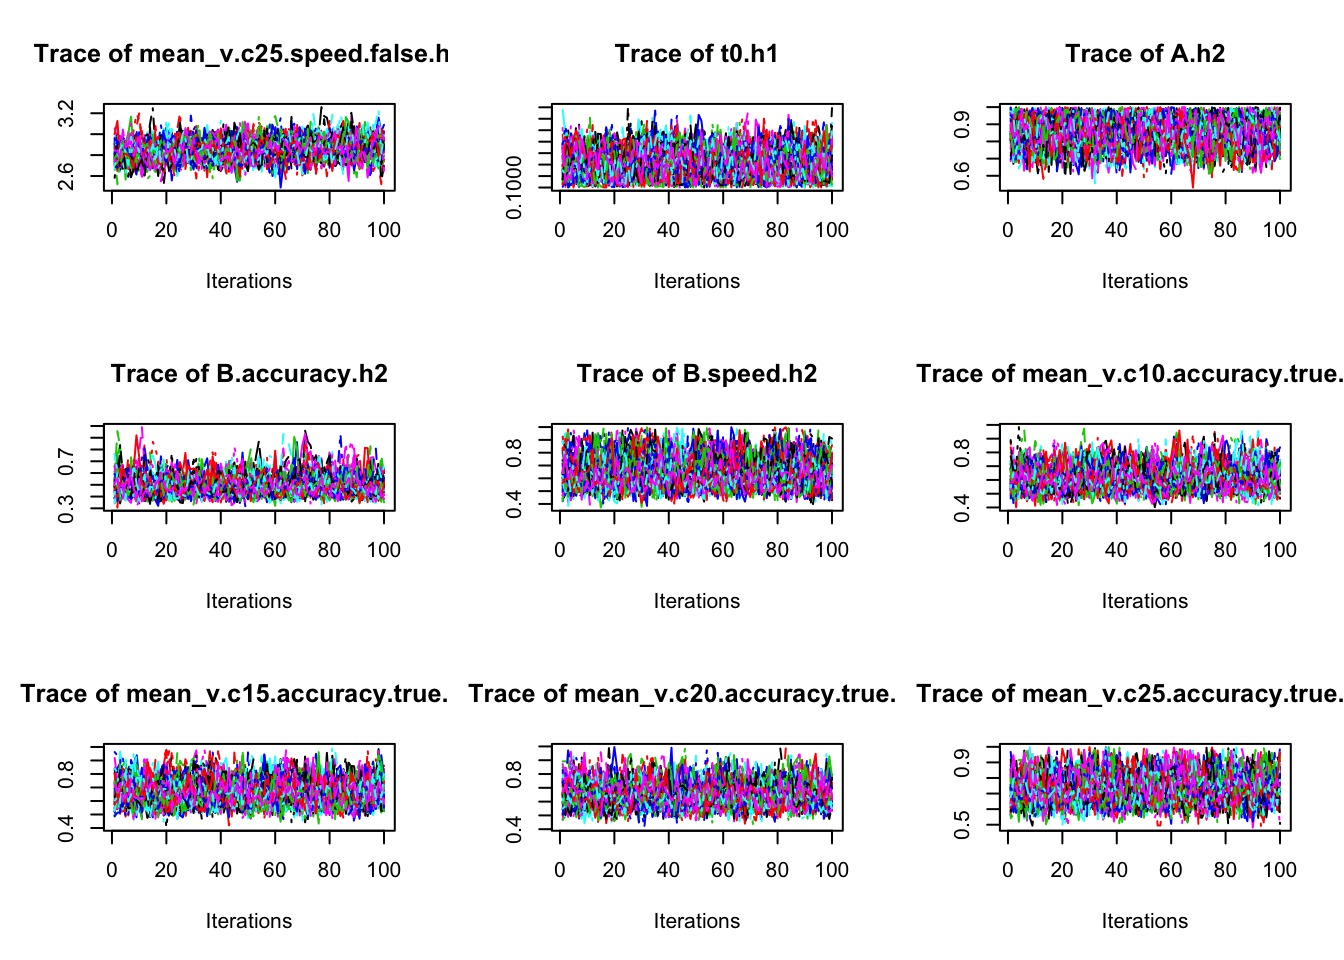 Trace of mean_v.c25.speed.false.h
Trace of t0.h1
Trace of A.h2
2.6 3.2
0.1000
0.6 0.9
0 20 40 60 80 100
0 20 40 60 80 100
0 20 40 60 80 100
Iterations
Iterations
Iterations
Trace of B.accuracy.h2
Trace of B.speed.h2
Trace of mean_v.c10.accuracy.true.
0.3 0.7
0.4 0.8
0.4 0.8
0 20 40 60 80 100
0 20 40 60 80 100
0 20 40 60 80 100
Iterations
Iterations
Iterations
Trace of mean_v.c15.accuracy.true.
Trace of mean_v.c20.accuracy.true.
Trace of mean_v.c25.accuracy.true.
0.4 0.8
0.4 0.8
0.5 0.9
0 20 40 60 80 100
0 20 40 60 80 100
0 20 40 60 80 100
Iterations
Iterations
Iterations